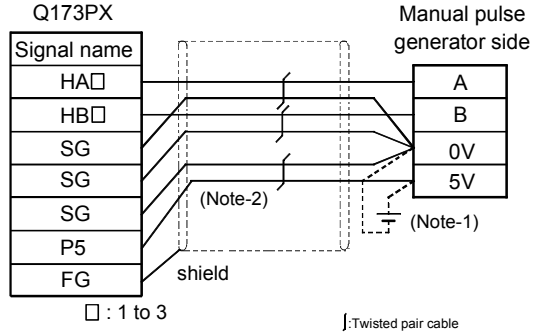 Q173PX
Manual pulse
generator side
Signal name
HA□
A
HB□
B
SG
0V
SG
5V
SG
(Note-2)
(Note-1)
P5
FG
shield
□ : 1 to 3
∫:Twisted pair cable